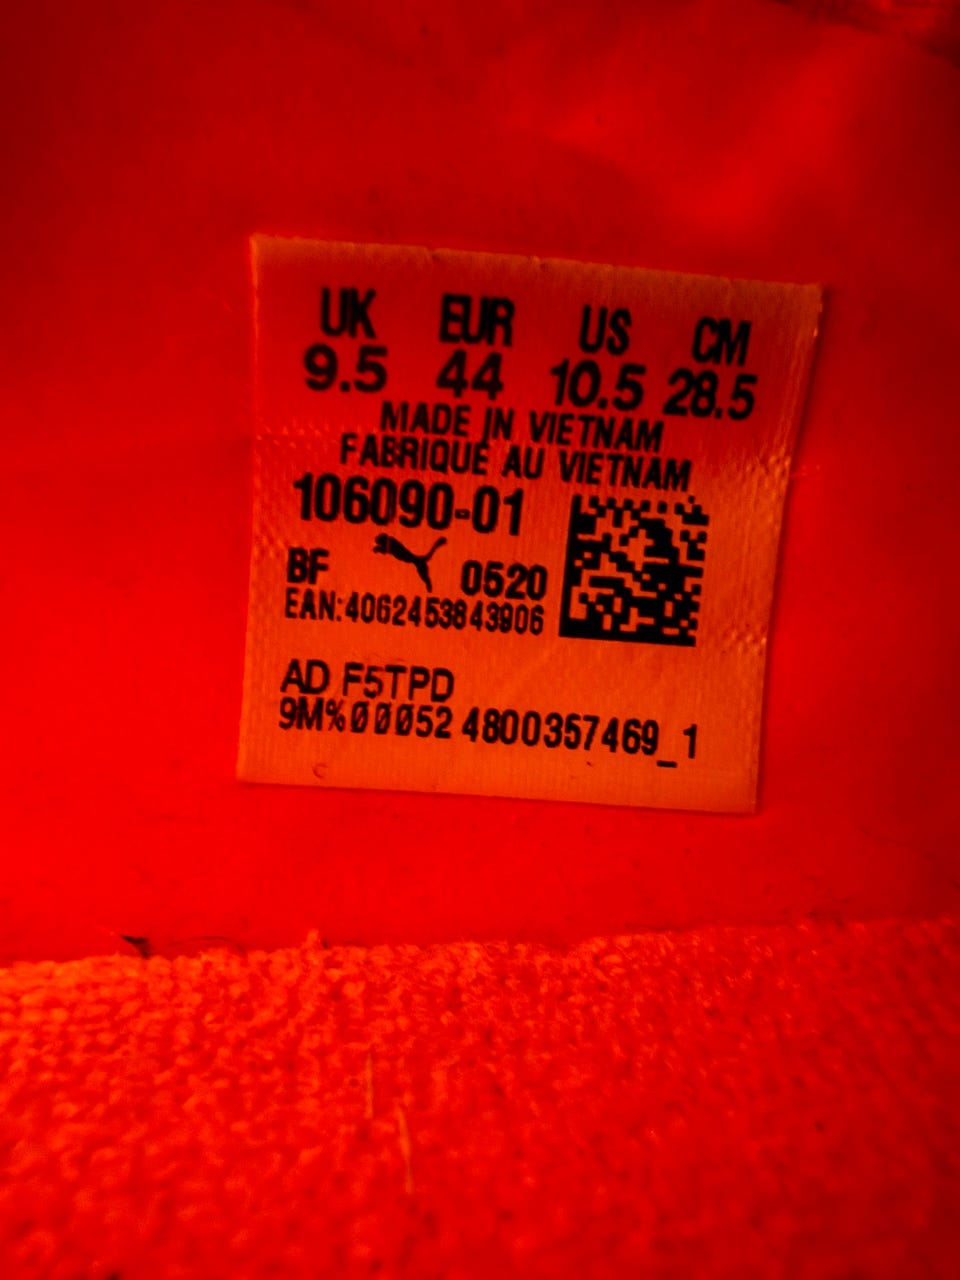 UK EUR US CM
9.5 44 10.5 28.5
MADE IN VIETNAM
FABRIQUÉ AU VIETNAM
106090-01
BF 0520
EAN:4062453843906
AD F5TPD
9M%00052 4800357469_1